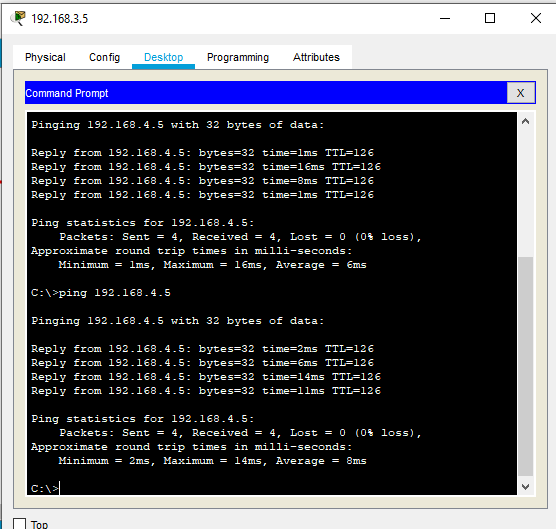 192.168.3.5
Physical Config Desktop Programming Attributes
Command Prompt X
Pinging 192.168.4.5 with 32 bytes of data:
Reply from 192.168.4.5: bytes=32 time=1ms TTL=126
Reply from 192.168.4.5: bytes=32 time=16ms TTL=126
Reply from 192.168.4.5: bytes=32 time=8ms TTL=126
Reply from 192.168.4.5: bytes=32 time=1ms TTL=126
Ping statistics for 192.168.4.5:
Packets: Sent = 4, Received = 4, Lost = 0 (0% loss),
Approximate round trip times in milli-seconds:
Minimum = 1ms, Maximum = 16ms, Average = 6ms
C:\>ping 192.168.4.5
Pinging 192.168.4.5 with 32 bytes of data:
Reply from 192.168.4.5: bytes=32 time=2ms TTL=126
Reply from 192.168.4.5: bytes=32 time=6ms TTL=126
Reply from 192.168.4.5: bytes=32 time=14ms TTL=126
Reply from 192.168.4.5: bytes=32 time=11ms TTL=126
Ping statistics for 192.168.4.5:
Packets: Sent = 4, Received = 4, Lost = 0 (0% loss),
Approximate round trip times in milli-seconds:
Minimum = 2ms, Maximum = 14ms, Average = 8ms
C:\>
Top